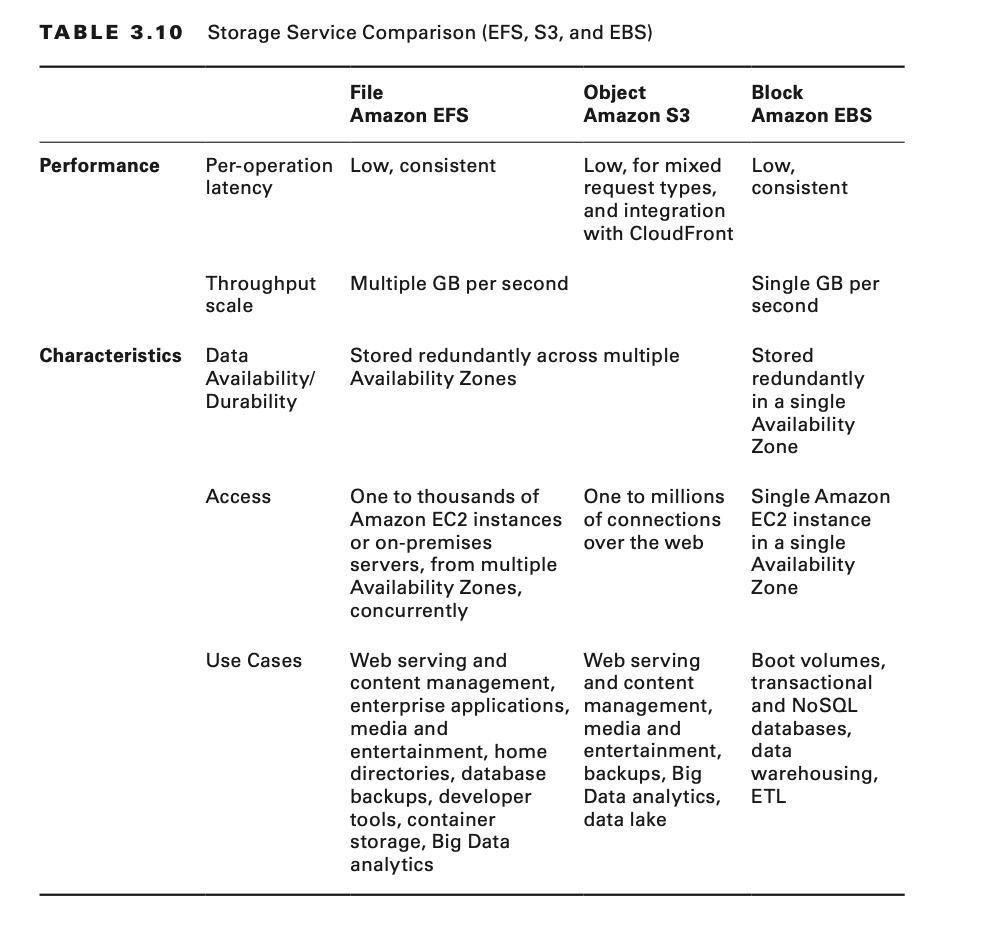 TABLE 3.10 Storage Service Comparison (EFS, S3, and EBS)
File
Amazon EFS
Object
Amazon S3
Block
Amazon EBS
Performance
Per-operation
latency
Low, consistent
Low, for mixed
request types,
and integration
with CloudFront
Low,
consistent
Throughput
scale
Multiple GB per second
Single GB per
second
Characteristics
Data
Availability/
Durability
Stored redundantly across multiple
Availability Zones
Stored
redundantly
in a single
Availability
Zone
Access
One to thousands of
Amazon EC2 instances
or on-premises
servers, from multiple
Availability Zones,
concurrently
One to millions
of connections
over the web
Single Amazon
EC2 instance
in a single
Availability
Zone
Use Cases
Web serving and
content management,
enterprise applications,
media and
entertainment, home
directories, database
backups, developer
tools, container
storage, Big Data
analytics
Web serving
and content
management,
media and
entertainment,
backups, Big
Data analytics,
data lake
Boot volumes,
transactional
and NoSQL
databases,
data
warehousing,
ETL